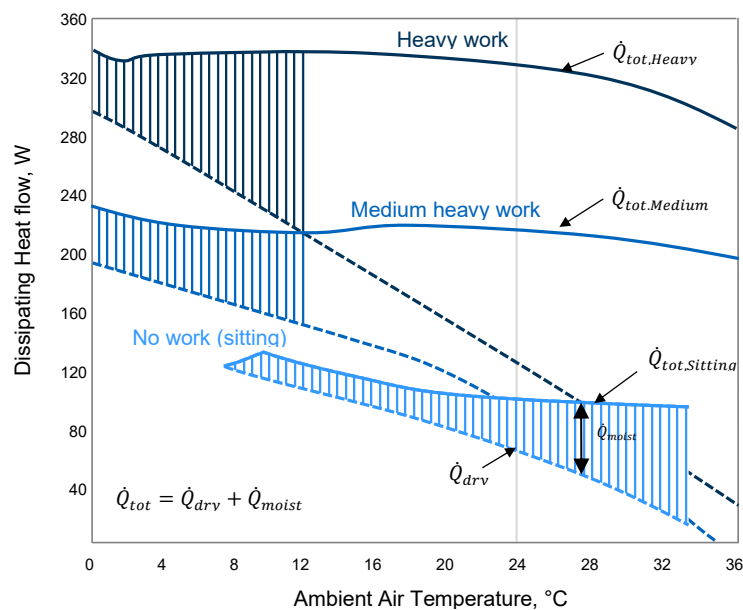 360
320
280
240
200
160
120
80
40
Dissipating Heat flow, W
Heavy work
Q̇tot,Heavy
Medium heavy work
Q̇tot.Medium
No work (sitting)
Q̇tot,Sitting
Q̇moist
Q̇drv
Q̇tot = Q̇drv + Q̇moist
0 4 8 12 16 20 24 28 32 36
Ambient Air Temperature, °C